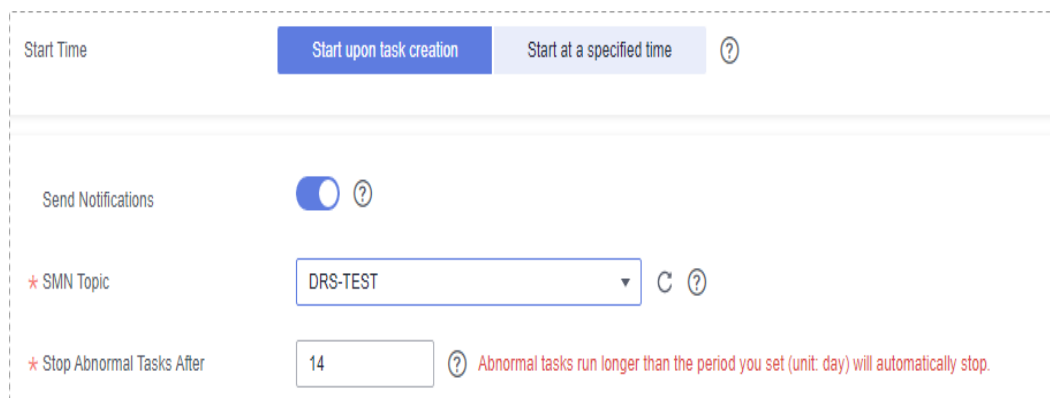 Start Time Start upon task creation Start at a specified time ?
Send Notifications ?
* SMN Topic DRS-TEST ?
* Stop Abnormal Tasks After 14 ? Abnormal tasks run longer than the period you set (unit: day) will automatically stop.